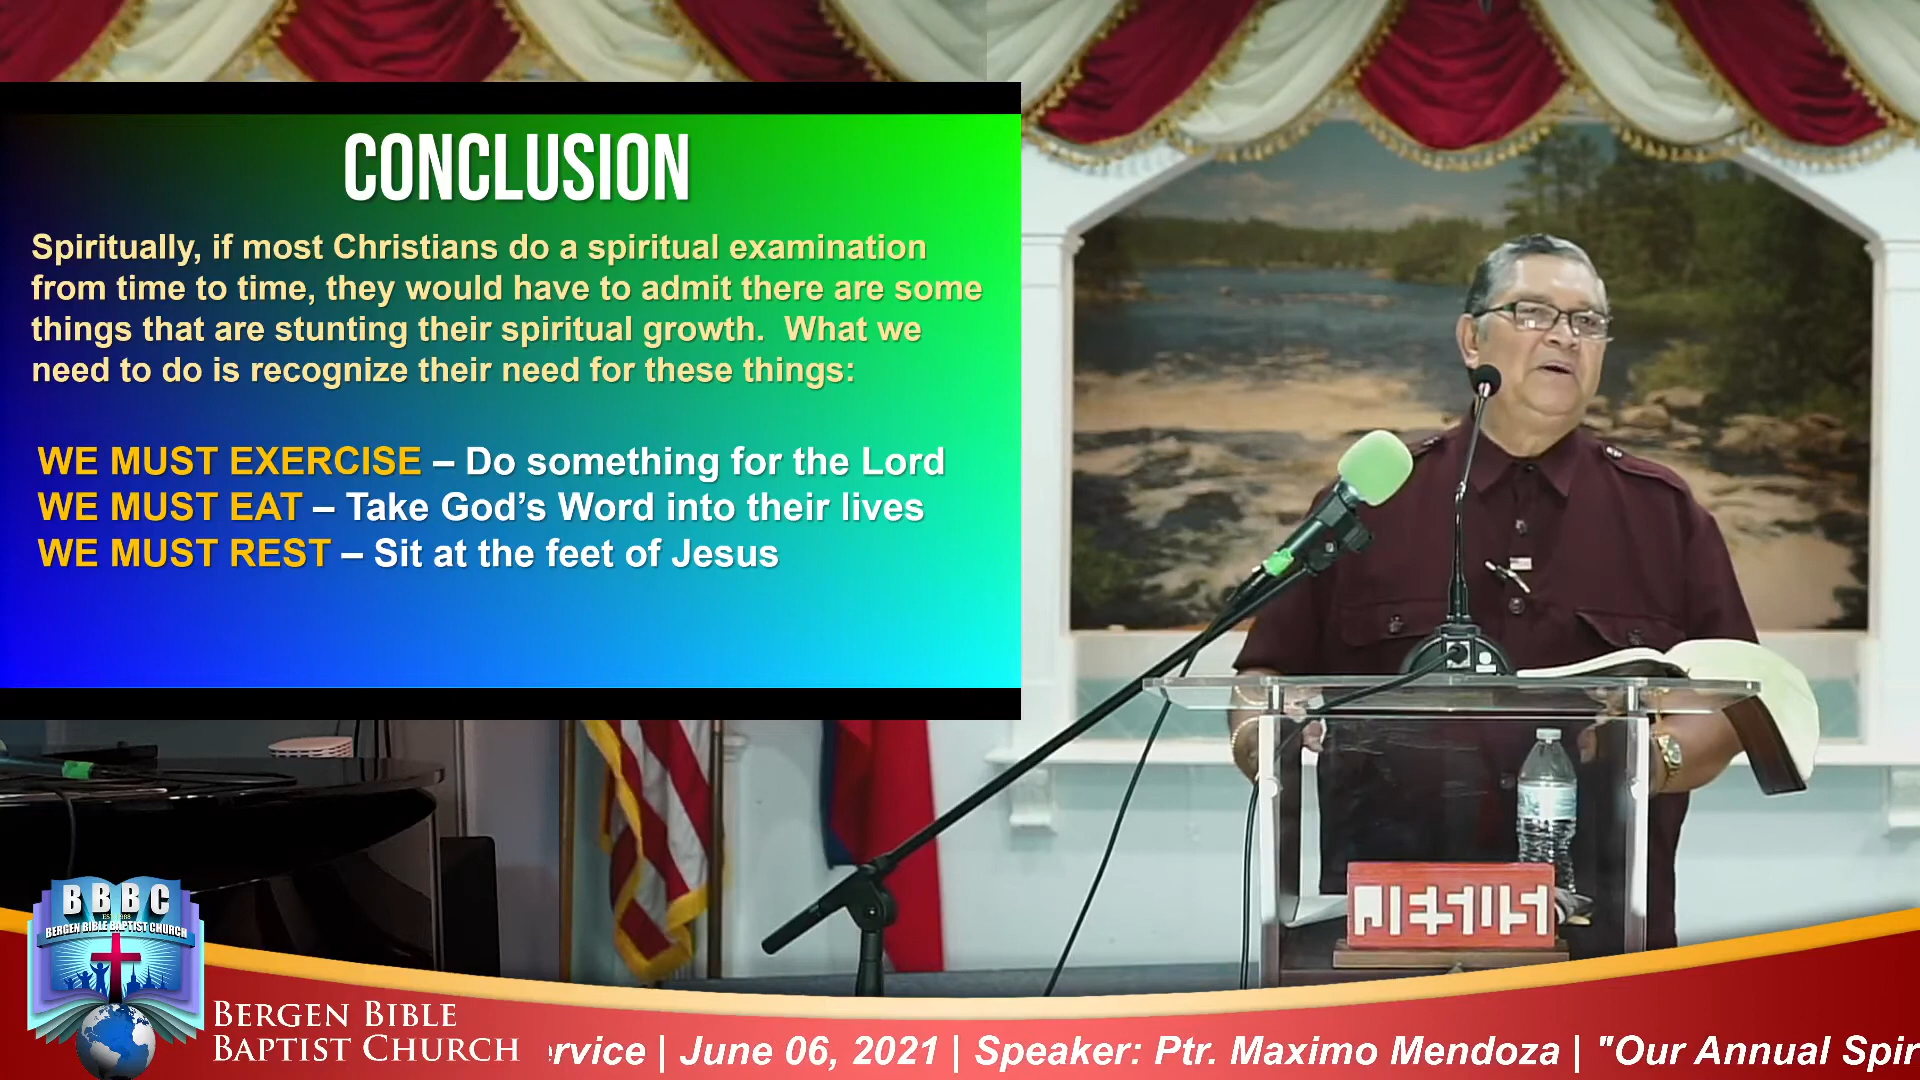 CONCLUSION
Spiritually, if most Christians do a spiritual examination
from time to time, they would have to admit there are some
things that are stunting their spiritual growth.  What we
need to do is recognize their need for these things:
WE MUST EXERCISE – Do something for the Lord
WE MUST EAT – Take God’s Word into their lives
WE MUST REST – Sit at the feet of Jesus
JESUS
BBBC
BERGEN BIBLE BAPTIST CHURCH
BERGEN BIBLE
BAPTIST CHURCH
rvice | June 06, 2021 | Speaker: Ptr. Maximo Mendoza | "Our Annual Spir